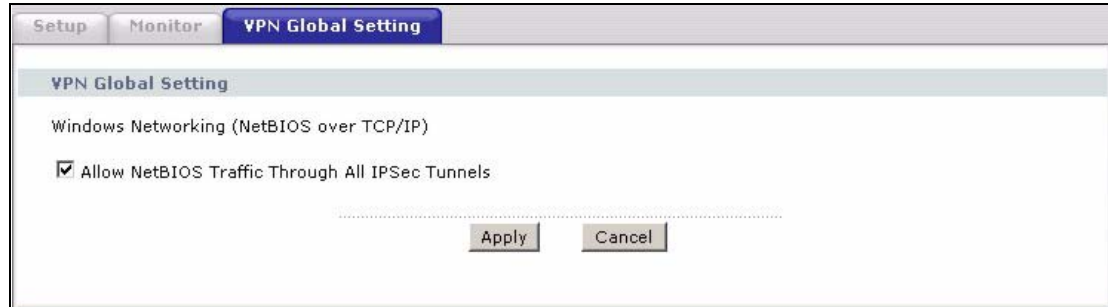 Setup Monitor VPN Global Setting
VPN Global Setting
Windows Networking (NetBIOS over TCP/IP)
Allow NetBIOS Traffic Through All IPSec Tunnels
Apply Cancel